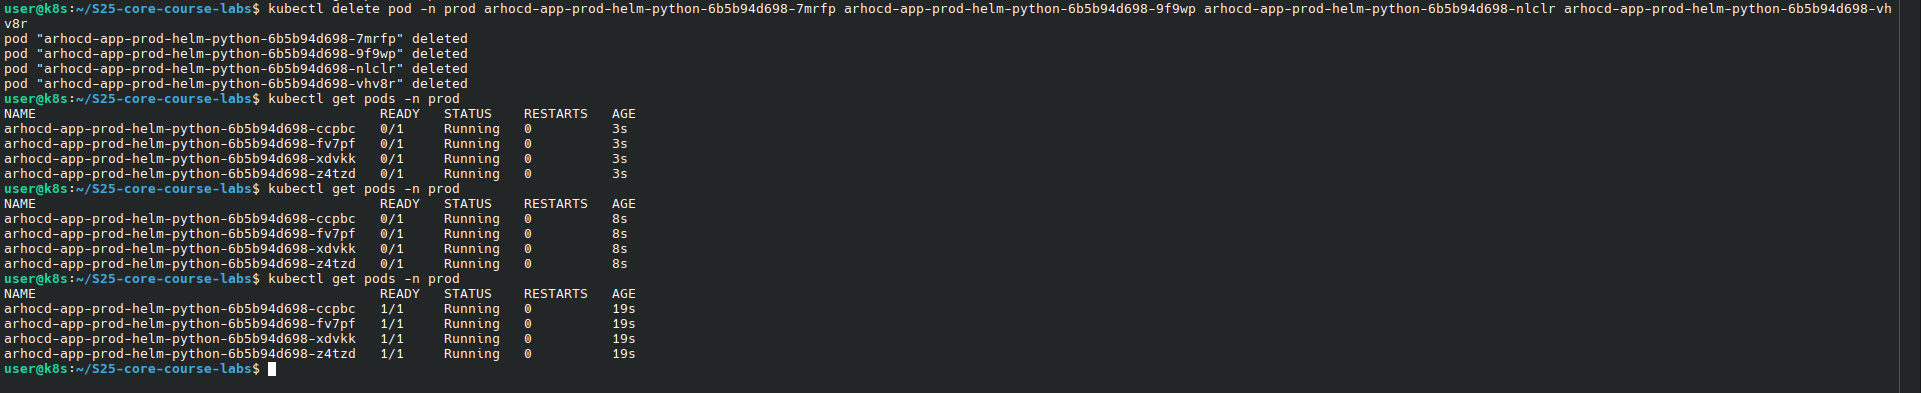 user@k8s:~/S25-core-course-labs$ kubectl delete pod -n prod arhocd-app-prod-helm-python-6b5b94d698-7mrfp arhocd-app-prod-helm-python-6b5b94d698-9f9wp arhocd-app-prod-helm-python-6b5b94d698-nlclr arhocd-app-prod-helm-python-6b5b94d698-vh
v8r
pod "arhocd-app-prod-helm-python-6b5b94d698-7mrfp" deleted
pod "arhocd-app-prod-helm-python-6b5b94d698-9f9wp" deleted
pod "arhocd-app-prod-helm-python-6b5b94d698-nlclr" deleted
pod "arhocd-app-prod-helm-python-6b5b94d698-vhv8r" deleted
user@k8s:~/S25-core-course-labs$ kubectl get pods -n prod
NAME                                           READY   STATUS    RESTARTS   AGE
arhocd-app-prod-helm-python-6b5b94d698-ccpbc   0/1     Running   0          3s
arhocd-app-prod-helm-python-6b5b94d698-fv7pf   0/1     Running   0          3s
arhocd-app-prod-helm-python-6b5b94d698-xdvkk   0/1     Running   0          3s
arhocd-app-prod-helm-python-6b5b94d698-z4tzd   0/1     Running   0          3s
user@k8s:~/S25-core-course-labs$ kubectl get pods -n prod
NAME                                           READY   STATUS    RESTARTS   AGE
arhocd-app-prod-helm-python-6b5b94d698-ccpbc   0/1     Running   0          8s
arhocd-app-prod-helm-python-6b5b94d698-fv7pf   0/1     Running   0          8s
arhocd-app-prod-helm-python-6b5b94d698-xdvkk   0/1     Running   0          8s
arhocd-app-prod-helm-python-6b5b94d698-z4tzd   0/1     Running   0          8s
user@k8s:~/S25-core-course-labs$ kubectl get pods -n prod
NAME                                           READY   STATUS    RESTARTS   AGE
arhocd-app-prod-helm-python-6b5b94d698-ccpbc   1/1     Running   0          19s
arhocd-app-prod-helm-python-6b5b94d698-fv7pf   1/1     Running   0          19s
arhocd-app-prod-helm-python-6b5b94d698-xdvkk   1/1     Running   0          19s
arhocd-app-prod-helm-python-6b5b94d698-z4tzd   1/1     Running   0          19s
user@k8s:~/S25-core-course-labs$